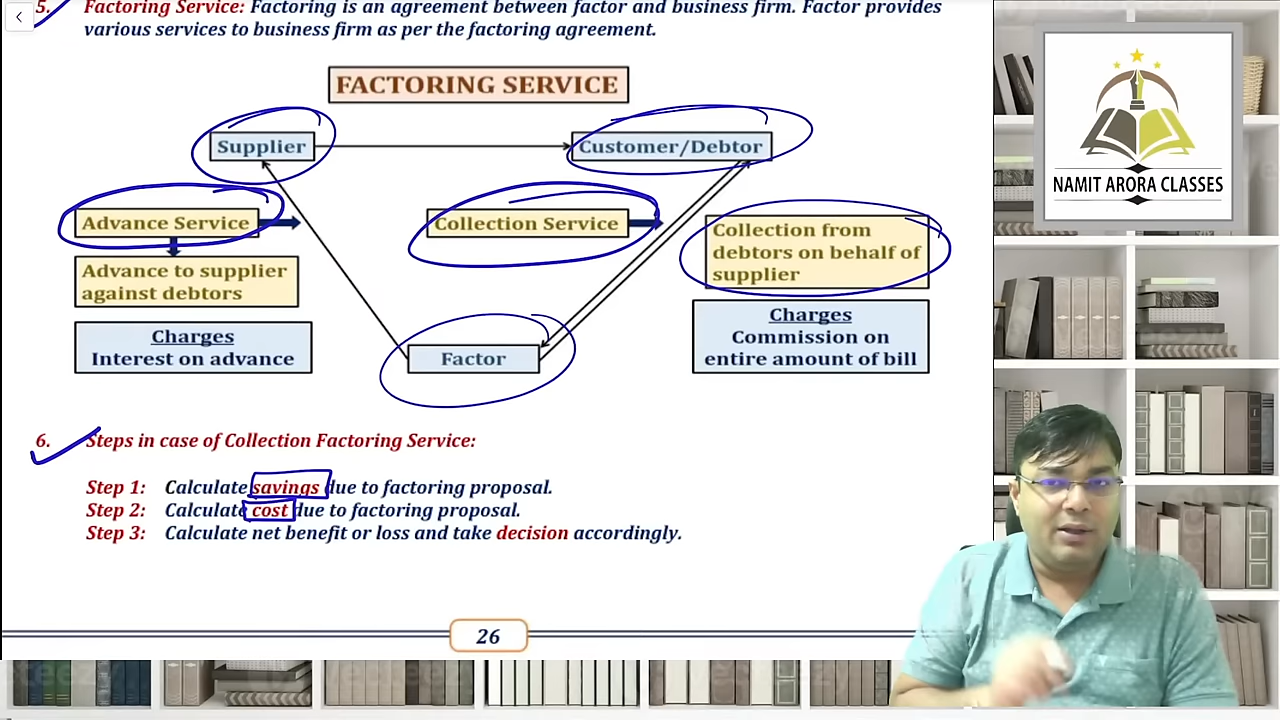 5. Factoring Service: Factoring is an agreement between factor and business firm. Factor provides
various services to business firm as per the factoring agreement.
FACTORING SERVICE
Supplier
Customer/Debtor
Advance Service
Collection Service
Collection from
debtors on behalf of
supplier
Advance to supplier
against debtors
Charges
Interest on advance
Charges
Commission on
entire amount of bill
Factor
6. Steps in case of Collection Factoring Service:
Step 1: Calculate savings due to factoring proposal.
Step 2: Calculate cost due to factoring proposal.
Step 3: Calculate net benefit or loss and take decision accordingly.
26
NAMIT ARORA CLASSES